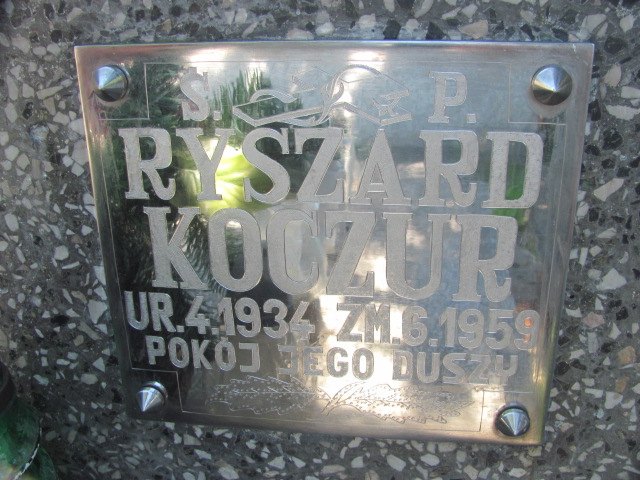 Ś. P.
RYSZARD
KOCZUR
UR.4.1934 ZM.6.1959
POKÓJ JEGO DUSZY